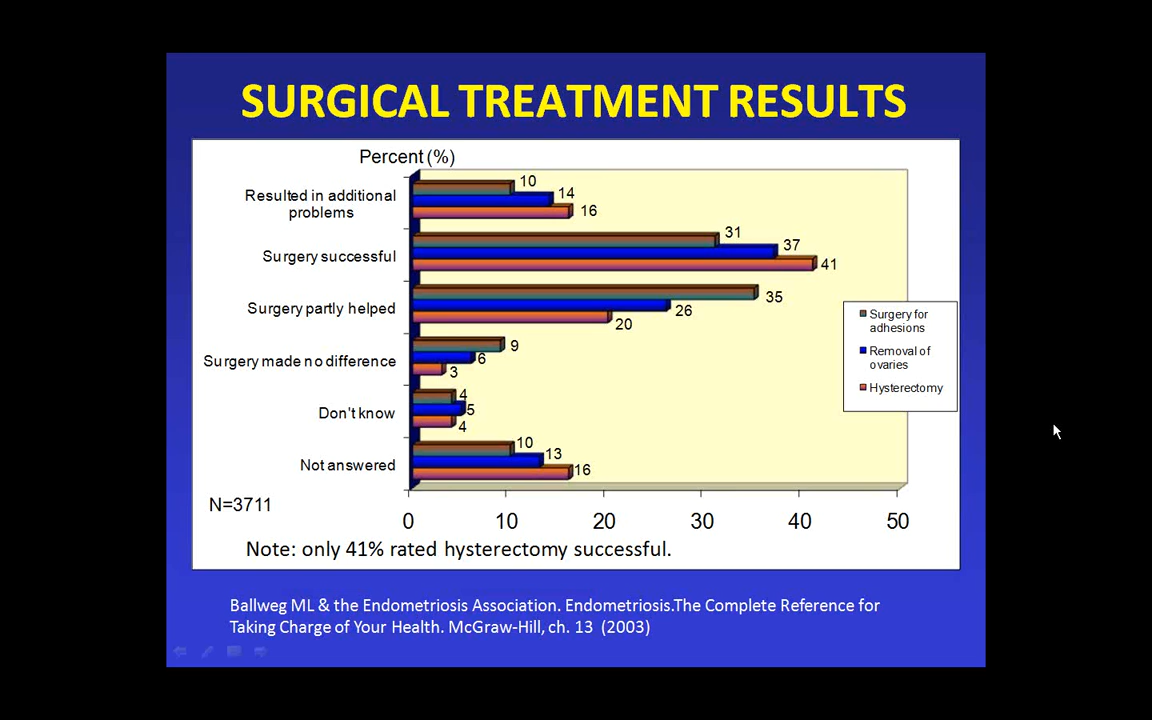 SURGICAL TREATMENT RESULTS
Percent (%)
Resulted in additional
problems
10
14
16
Surgery successful
31
37
41
Surgery partly helped
35
26
20
Surgery made no difference
9
6
3
Don't know
4
5
4
Not answered
10
13
16
Surgery for
adhesions
Removal of
ovaries
Hysterectomy
N=3711
0 10 20 30 40 50
Note: only 41% rated hysterectomy successful.
Ballweg ML & the Endometriosis Association. Endometriosis.The Complete Reference for
Taking Charge of Your Health. McGraw-Hill, ch. 13 (2003)